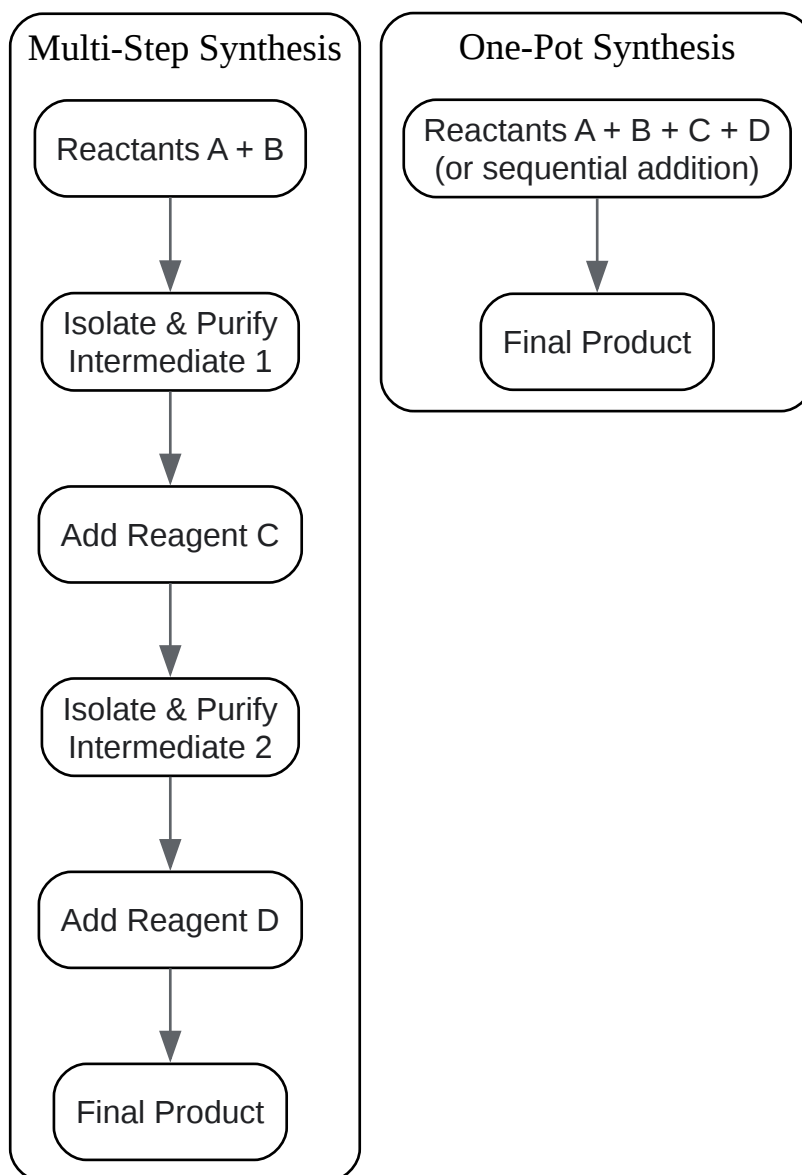 Multi-Step Synthesis
Reactants A + B
Isolate & Purify
Intermediate 1
Add Reagent C
Isolate & Purify
Intermediate 2
Add Reagent D
Final Product
One-Pot Synthesis
Reactants A + B + C + D
(or sequential addition)
Final Product